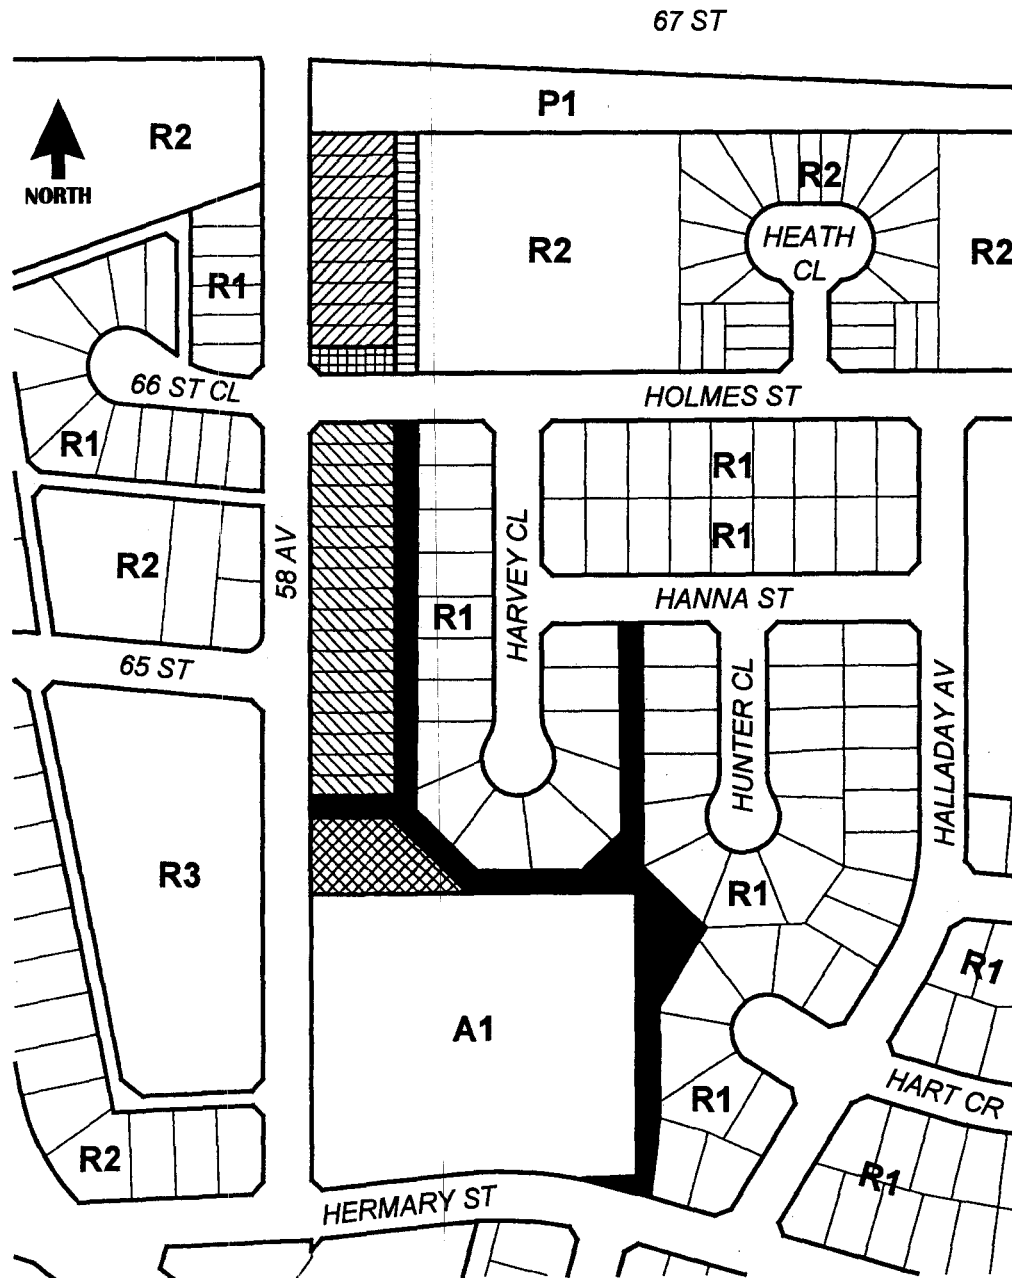 67 ST
P1
R2
NORTH
R2
R2
HEATH
CL
R2
R1
R2
66 ST CL
HOLMES ST
R1
R1
R1
58 AV
HARVEY CL
R2
HANNA ST
R1
65 ST
HUNTER CL
HALLADAY AV
R3
R1
R1
A1
HART CR
R1
R2
R1
HERMARY ST